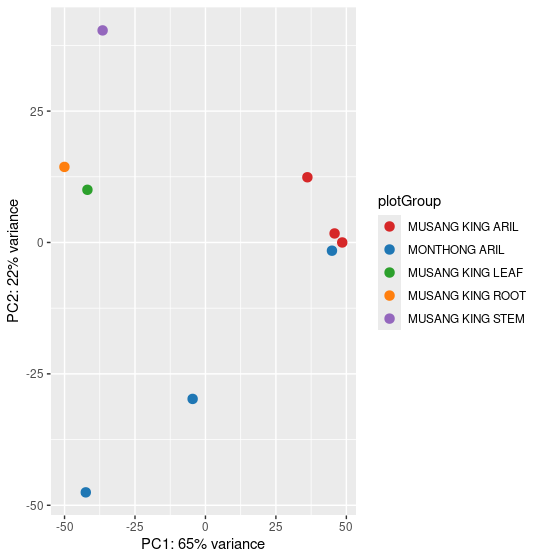 25
0
-25
-50
-50
-25
0
25
50
PC1: 65% variance
PC2: 22% variance
plotGroup
MUSANG KING ARIL
MONTHONG ARIL
MUSANG KING LEAF
MUSANG KING ROOT
MUSANG KING STEM